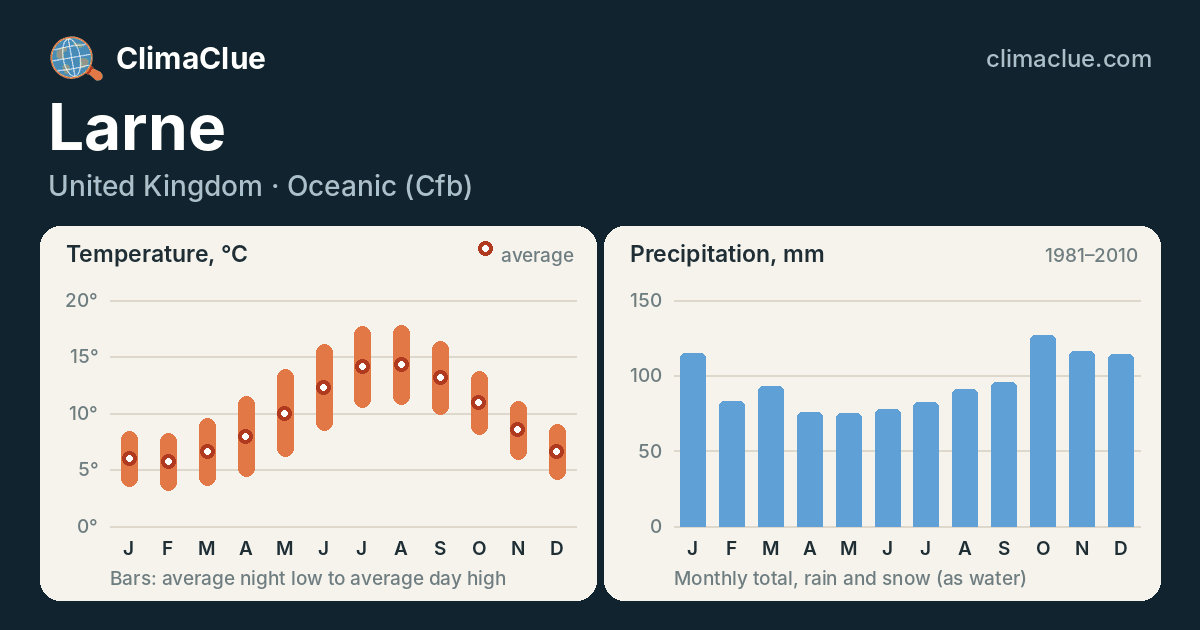 ClimaClue
climaclue.com
Larne
United Kingdom · Oceanic (Cfb)
Temperature, °C
average
20°
15°
10°
5°
0°
J F M A M J J A S O N D
Bars: average night low to average day high
Precipitation, mm
1981–2010
150
100
50
0
J F M A M J J A S O N D
Monthly total, rain and snow (as water)